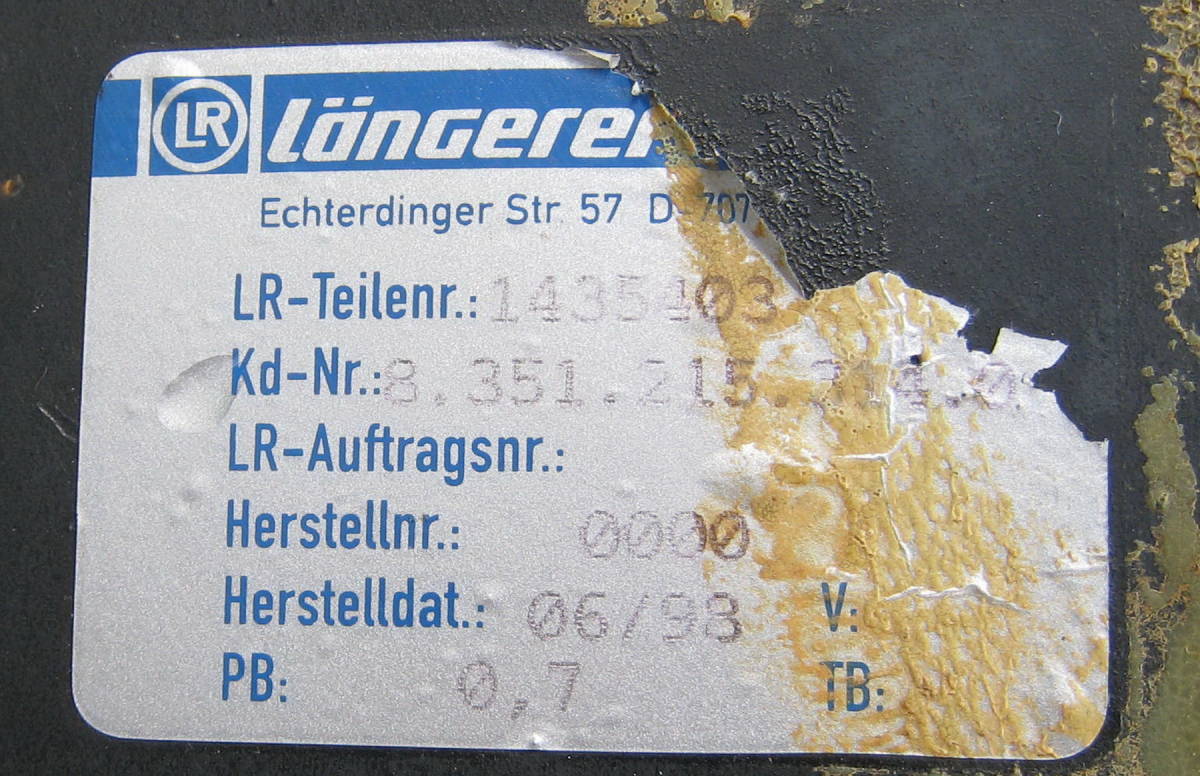 LR Längerer
Echterdinger Str. 57 D-707
LR-Teilenr.: 1435403
Kd-Nr.: 8.351.215.
LR-Auftragsnr.:
Herstellnr.: 0000
Herstelldat.: 06/93 V:
PB: 0,7 TB: